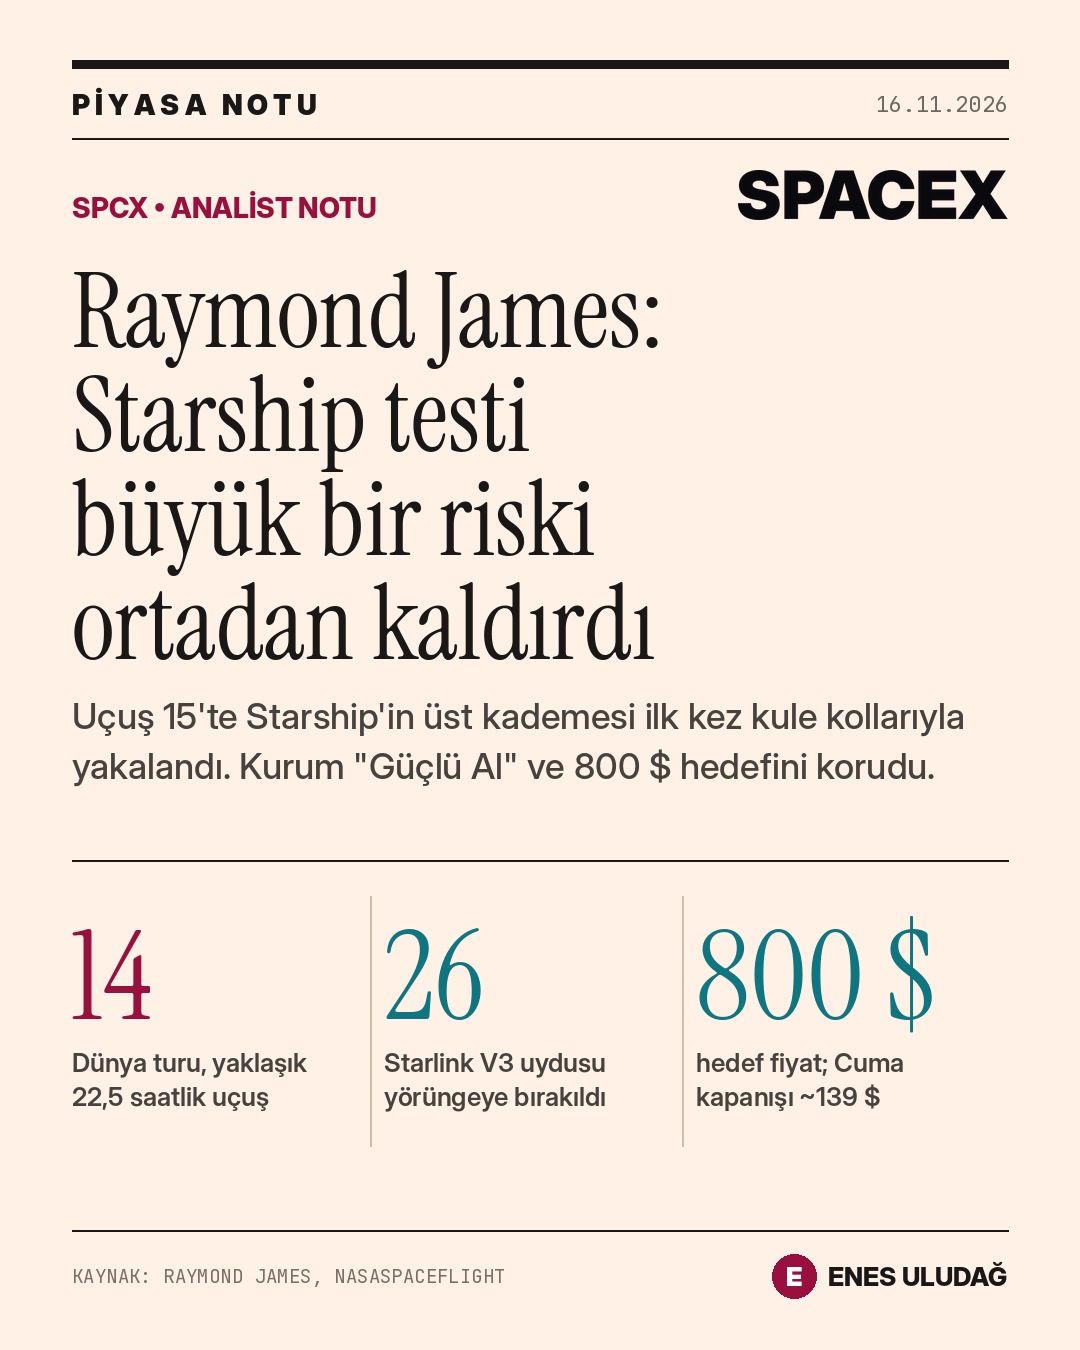 PİYASA NOTU
16.11.2026
SPCX • ANALİST NOTU
SPACEX
Raymond James:
Starship testi
büyük bir riski
ortadan kaldırdı
Uçuş 15'te Starship'in üst kademesi ilk kez kule kollarıyla
yakalandı. Kurum "Güçlü Al" ve 800 $ hedefini korudu.
14
Dünya turu, yaklaşık
22,5 saatlik uçuş
26
Starlink V3 uydusu
yörüngeye bırakıldı
800 $
hedef fiyat; Cuma
kapanışı ~139 $
KAYNAK: RAYMOND JAMES, NASASPACEFLIGHT
E ENES ULUDAĞ